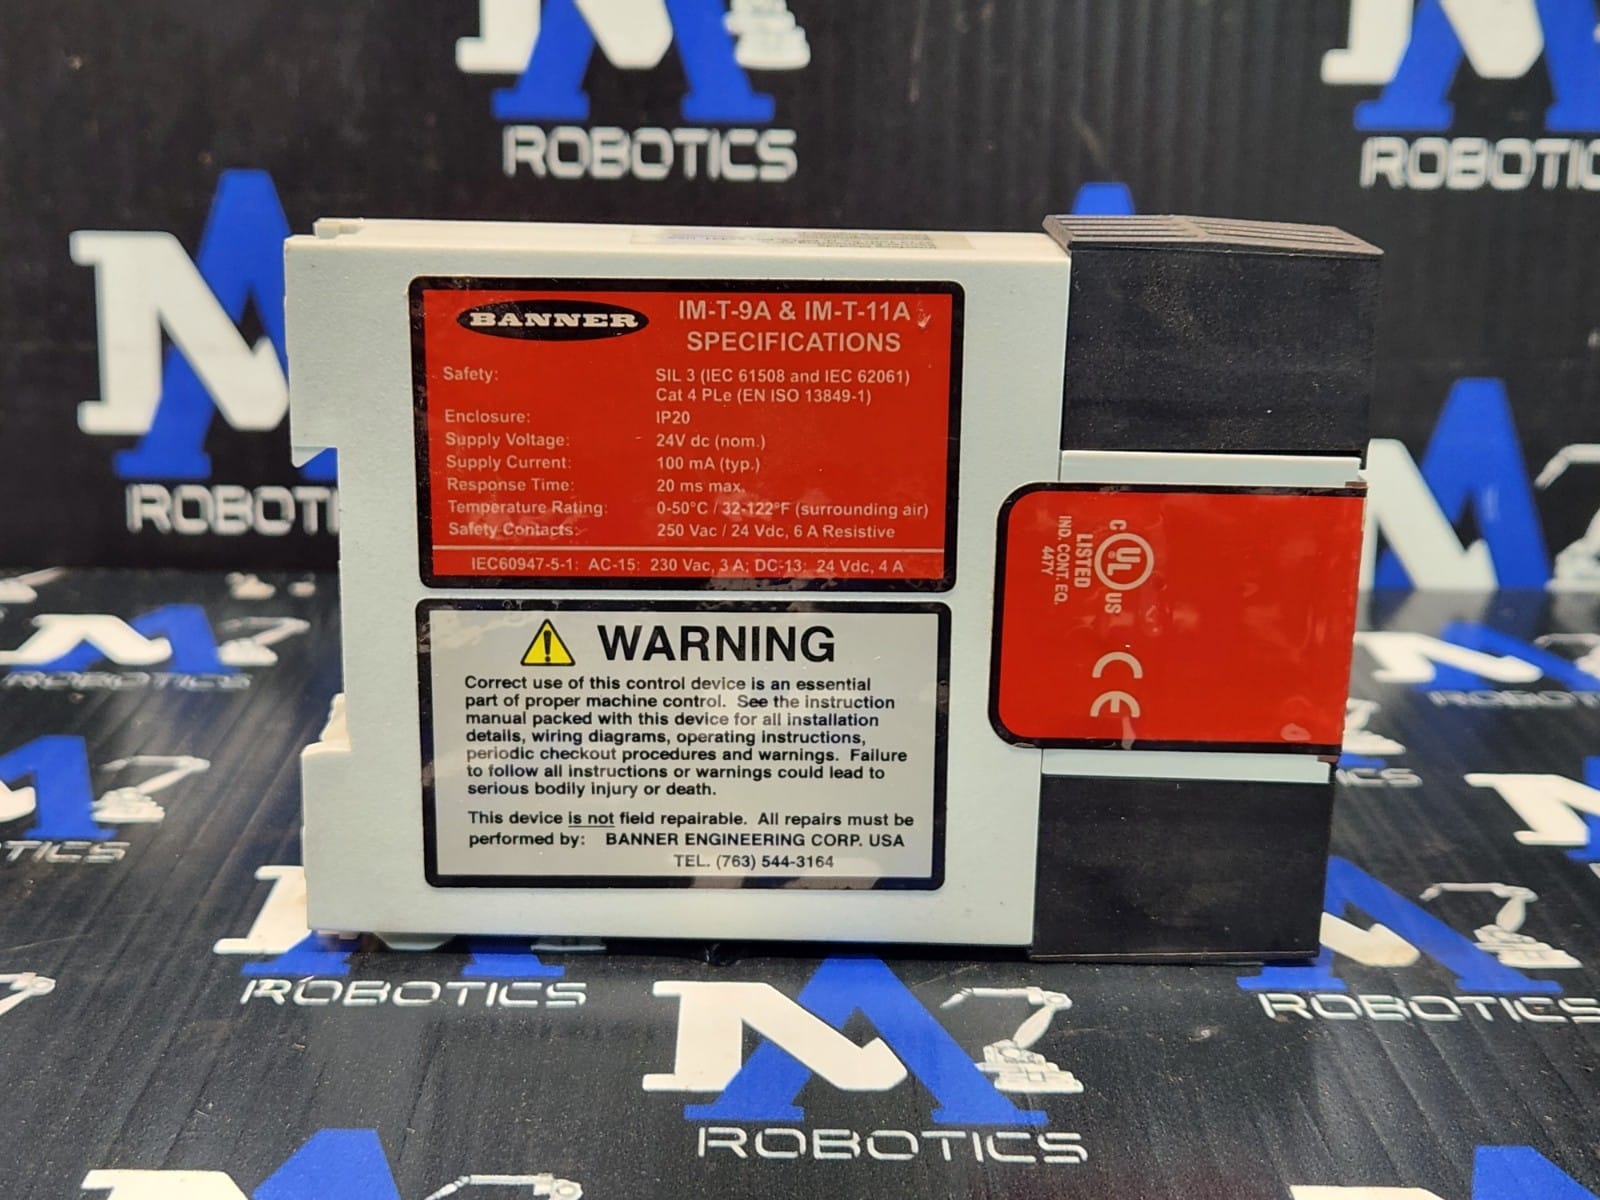 ROBOTICS
ROBOTIC
BANNER
IM-T-9A & IM-T-11A
SPECIFICATIONS
Safety: SIL 3 (IEC 61508 and IEC 62061)
Cat 4 PLe (EN ISO 13849-1)
Enclosure: IP20
Supply Voltage: 24V dc (nom.)
Supply Current: 100 mA (typ.)
Response Time: 20 ms max.
Temperature Rating: 0-50°C / 32-122°F (surrounding air)
Safety Contacts: 250 Vac / 24 Vdc, 6 A Resistive
IEC60947-5-1: AC-15: 230 Vac, 3 A; DC-13: 24 Vdc, 4 A
WARNING
Correct use of this control device is an essential
part of proper machine control. See the instruction
manual packed with this device for all installation
details, wiring diagrams, operating instructions,
periodic checkout procedures and warnings. Failure
to follow all instructions or warnings could lead to
serious bodily injury or death.
This device is not field repairable. All repairs must be
performed by: BANNER ENGINEERING CORP. USA
TEL. (763) 544-3164
C UL US
LISTED
IND. CONT. EQ.
447Y
CE
ROBOTICS
ROBOTICS
ROBOTICS
OTICS
ROBOTICS
ROBOTICS
ROBOTICS
ROBOTICS